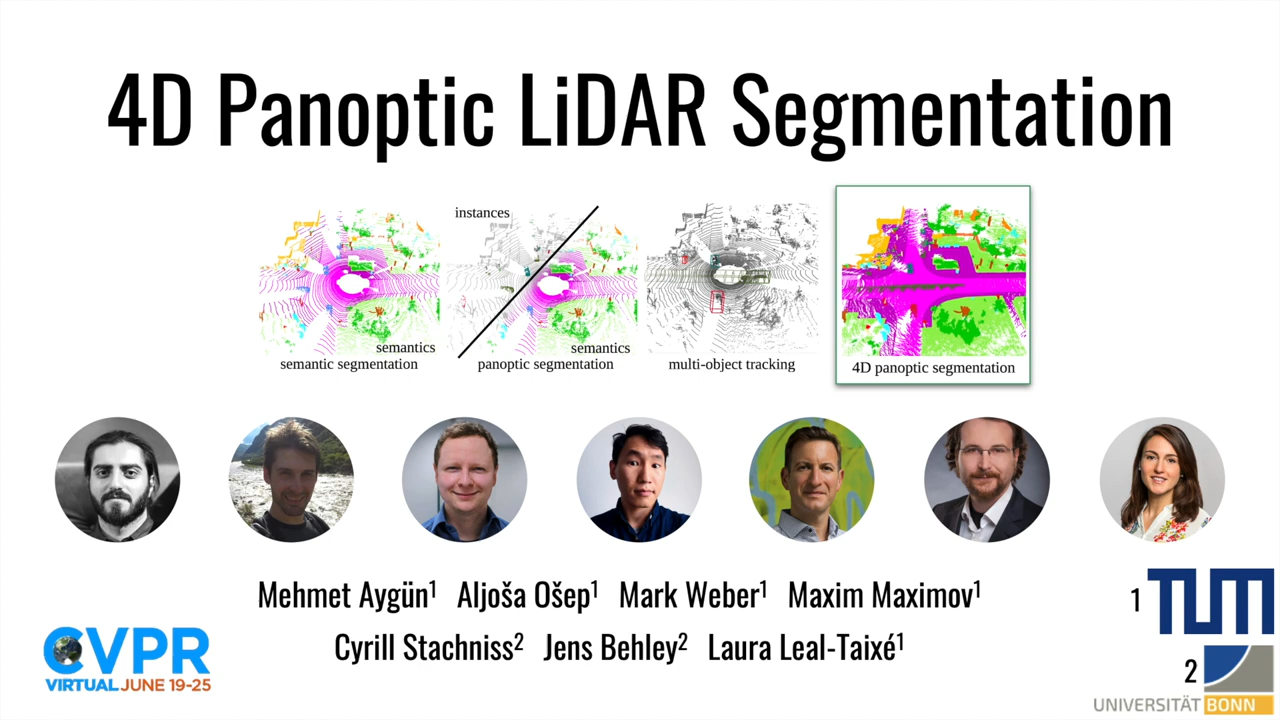 4D Panoptic LiDAR Segmentation
instances
semantics
semantics
semantic segmentation
panoptic segmentation
multi-object tracking
4D panoptic segmentation
Mehmet Aygün1 Aljoša Ošep1 Mark Weber1 Maxim Maximov1
Cyrill Stachniss2 Jens Behley2 Laura Leal-Taixé1
1 TUM
2
UNIVERSITÄT BONN
CVPR
VIRTUAL JUNE 19-25